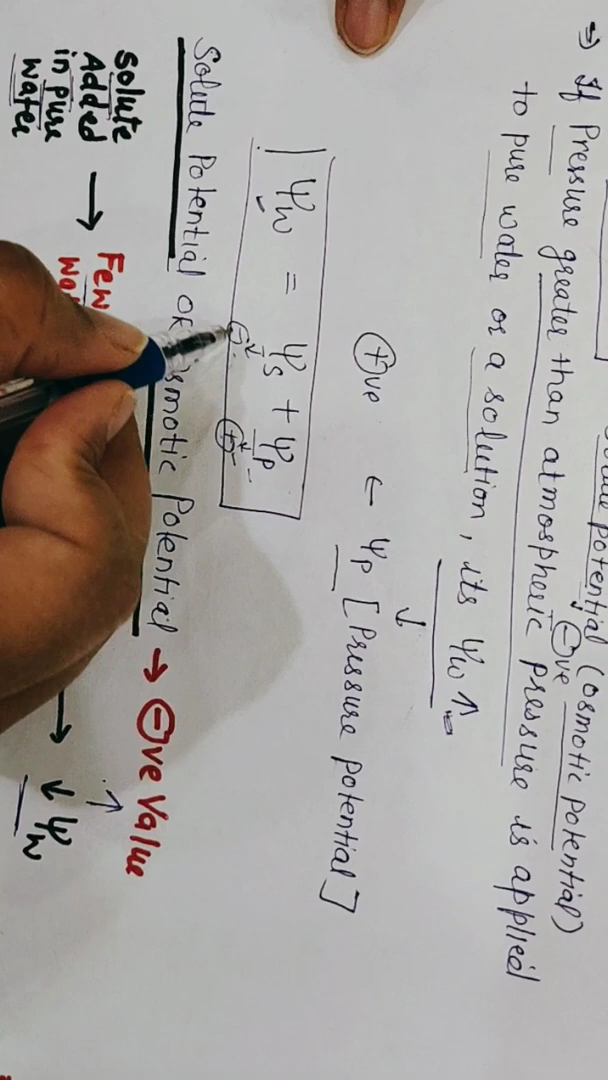 solute potential (osmotic potential)
⊖ve
⇒ If Pressure greater than atmospheric pressure is applied
to pure water or a solution, its Ψw ↑
↓
⊕ve ← Ψp [Pressure potential]
Ψw = Ψs + Ψp
⊖ ⊕
Solute Potential or osmotic Potential → ⊖ve Value
↑
Solute
Added
in pure
water
→ Few
→ ↓ Ψw